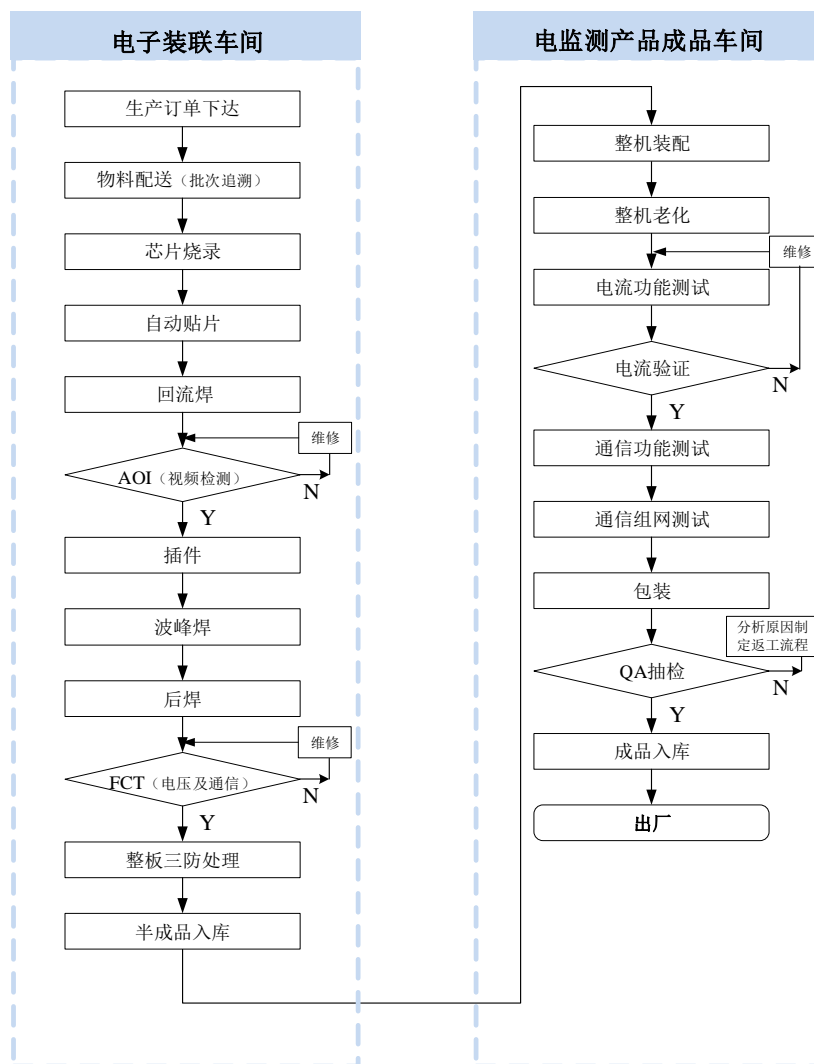 电子装联车间
生产订单下达
物料配送（批次追溯）
芯片烧录
自动贴片
回流焊
维修
AOI（视频检测）
N
Y
插件
波峰焊
后焊
维修
FCT（电压及通信）
N
Y
整板三防处理
半成品入库
电监测产品成品车间
整机装配
整机老化
维修
电流功能测试
电流验证
N
Y
通信功能测试
通信组网测试
包装
分析原因制
定返工流程
QA抽检
N
Y
成品入库
出厂